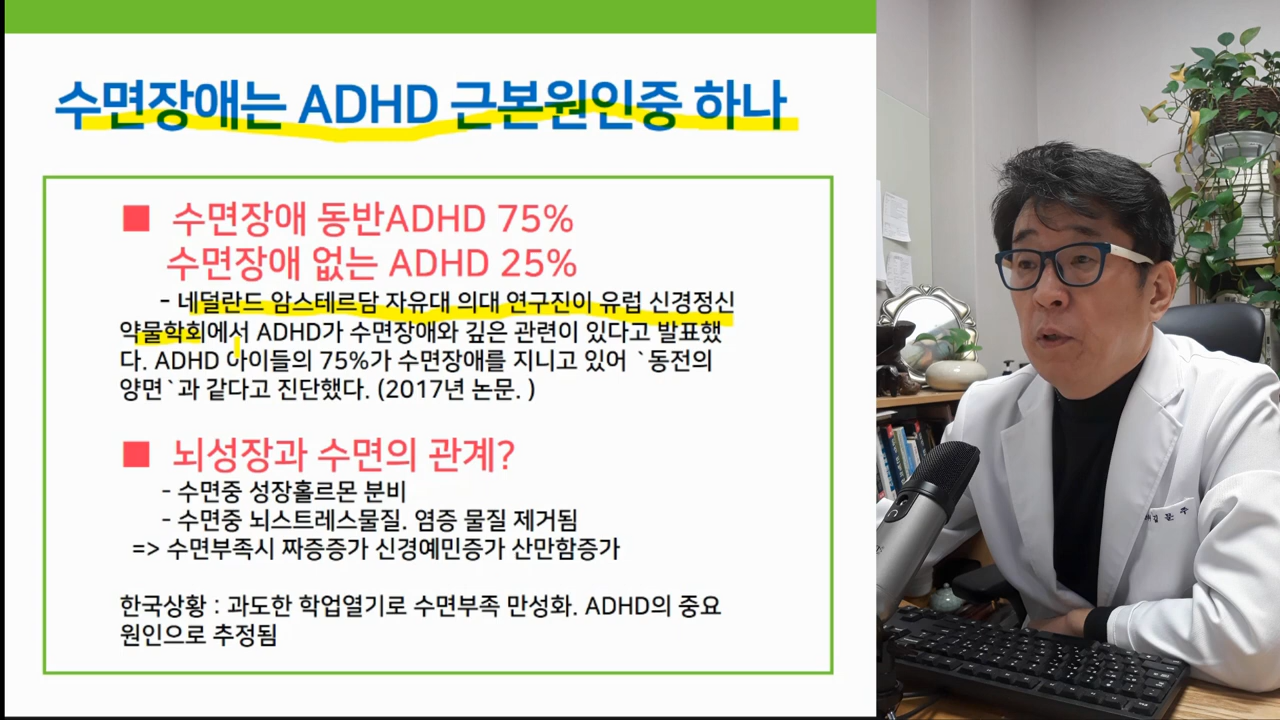 수면장애는 ADHD 근본원인중 하나
■ 수면장애 동반ADHD 75%
수면장애 없는 ADHD 25%
- 네덜란드 암스테르담 자유대 의대 연구진이 유럽 신경정신
약물학회에서 ADHD가 수면장애와 깊은 관련이 있다고 발표했
다. ADHD 아이들의 75%가 수면장애를 지니고 있어 `동전의
양면`과 같다고 진단했다. (2017년 논문. )
■ 뇌성장과 수면의 관계?
- 수면중 성장홀르몬 분비
- 수면중 뇌스트레스물질. 염증 물질 제거됨
=> 수면부족시 짜증증가 신경예민증가 산만함증가
한국상황 : 과도한 학업열기로 수면부족 만성화. ADHD의 중요
원인으로 추정됨